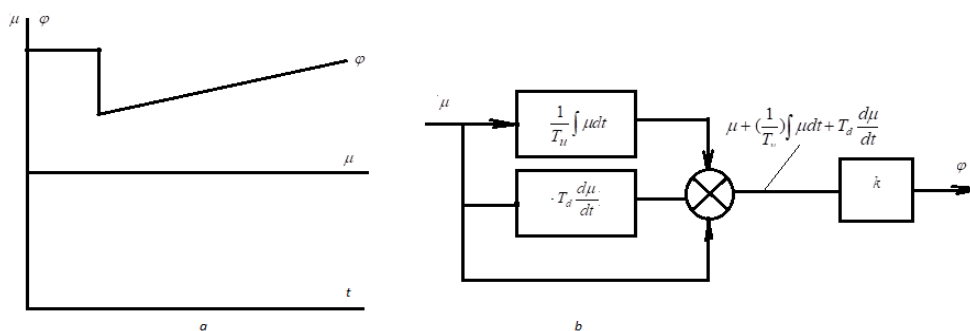 μ φ
φ
μ
t
a
μ
1/T_u ∫ μdt
· T_d dμ/dt
μ + (1/T_u) ∫ μdt + T_d dμ/dt
k
φ
b